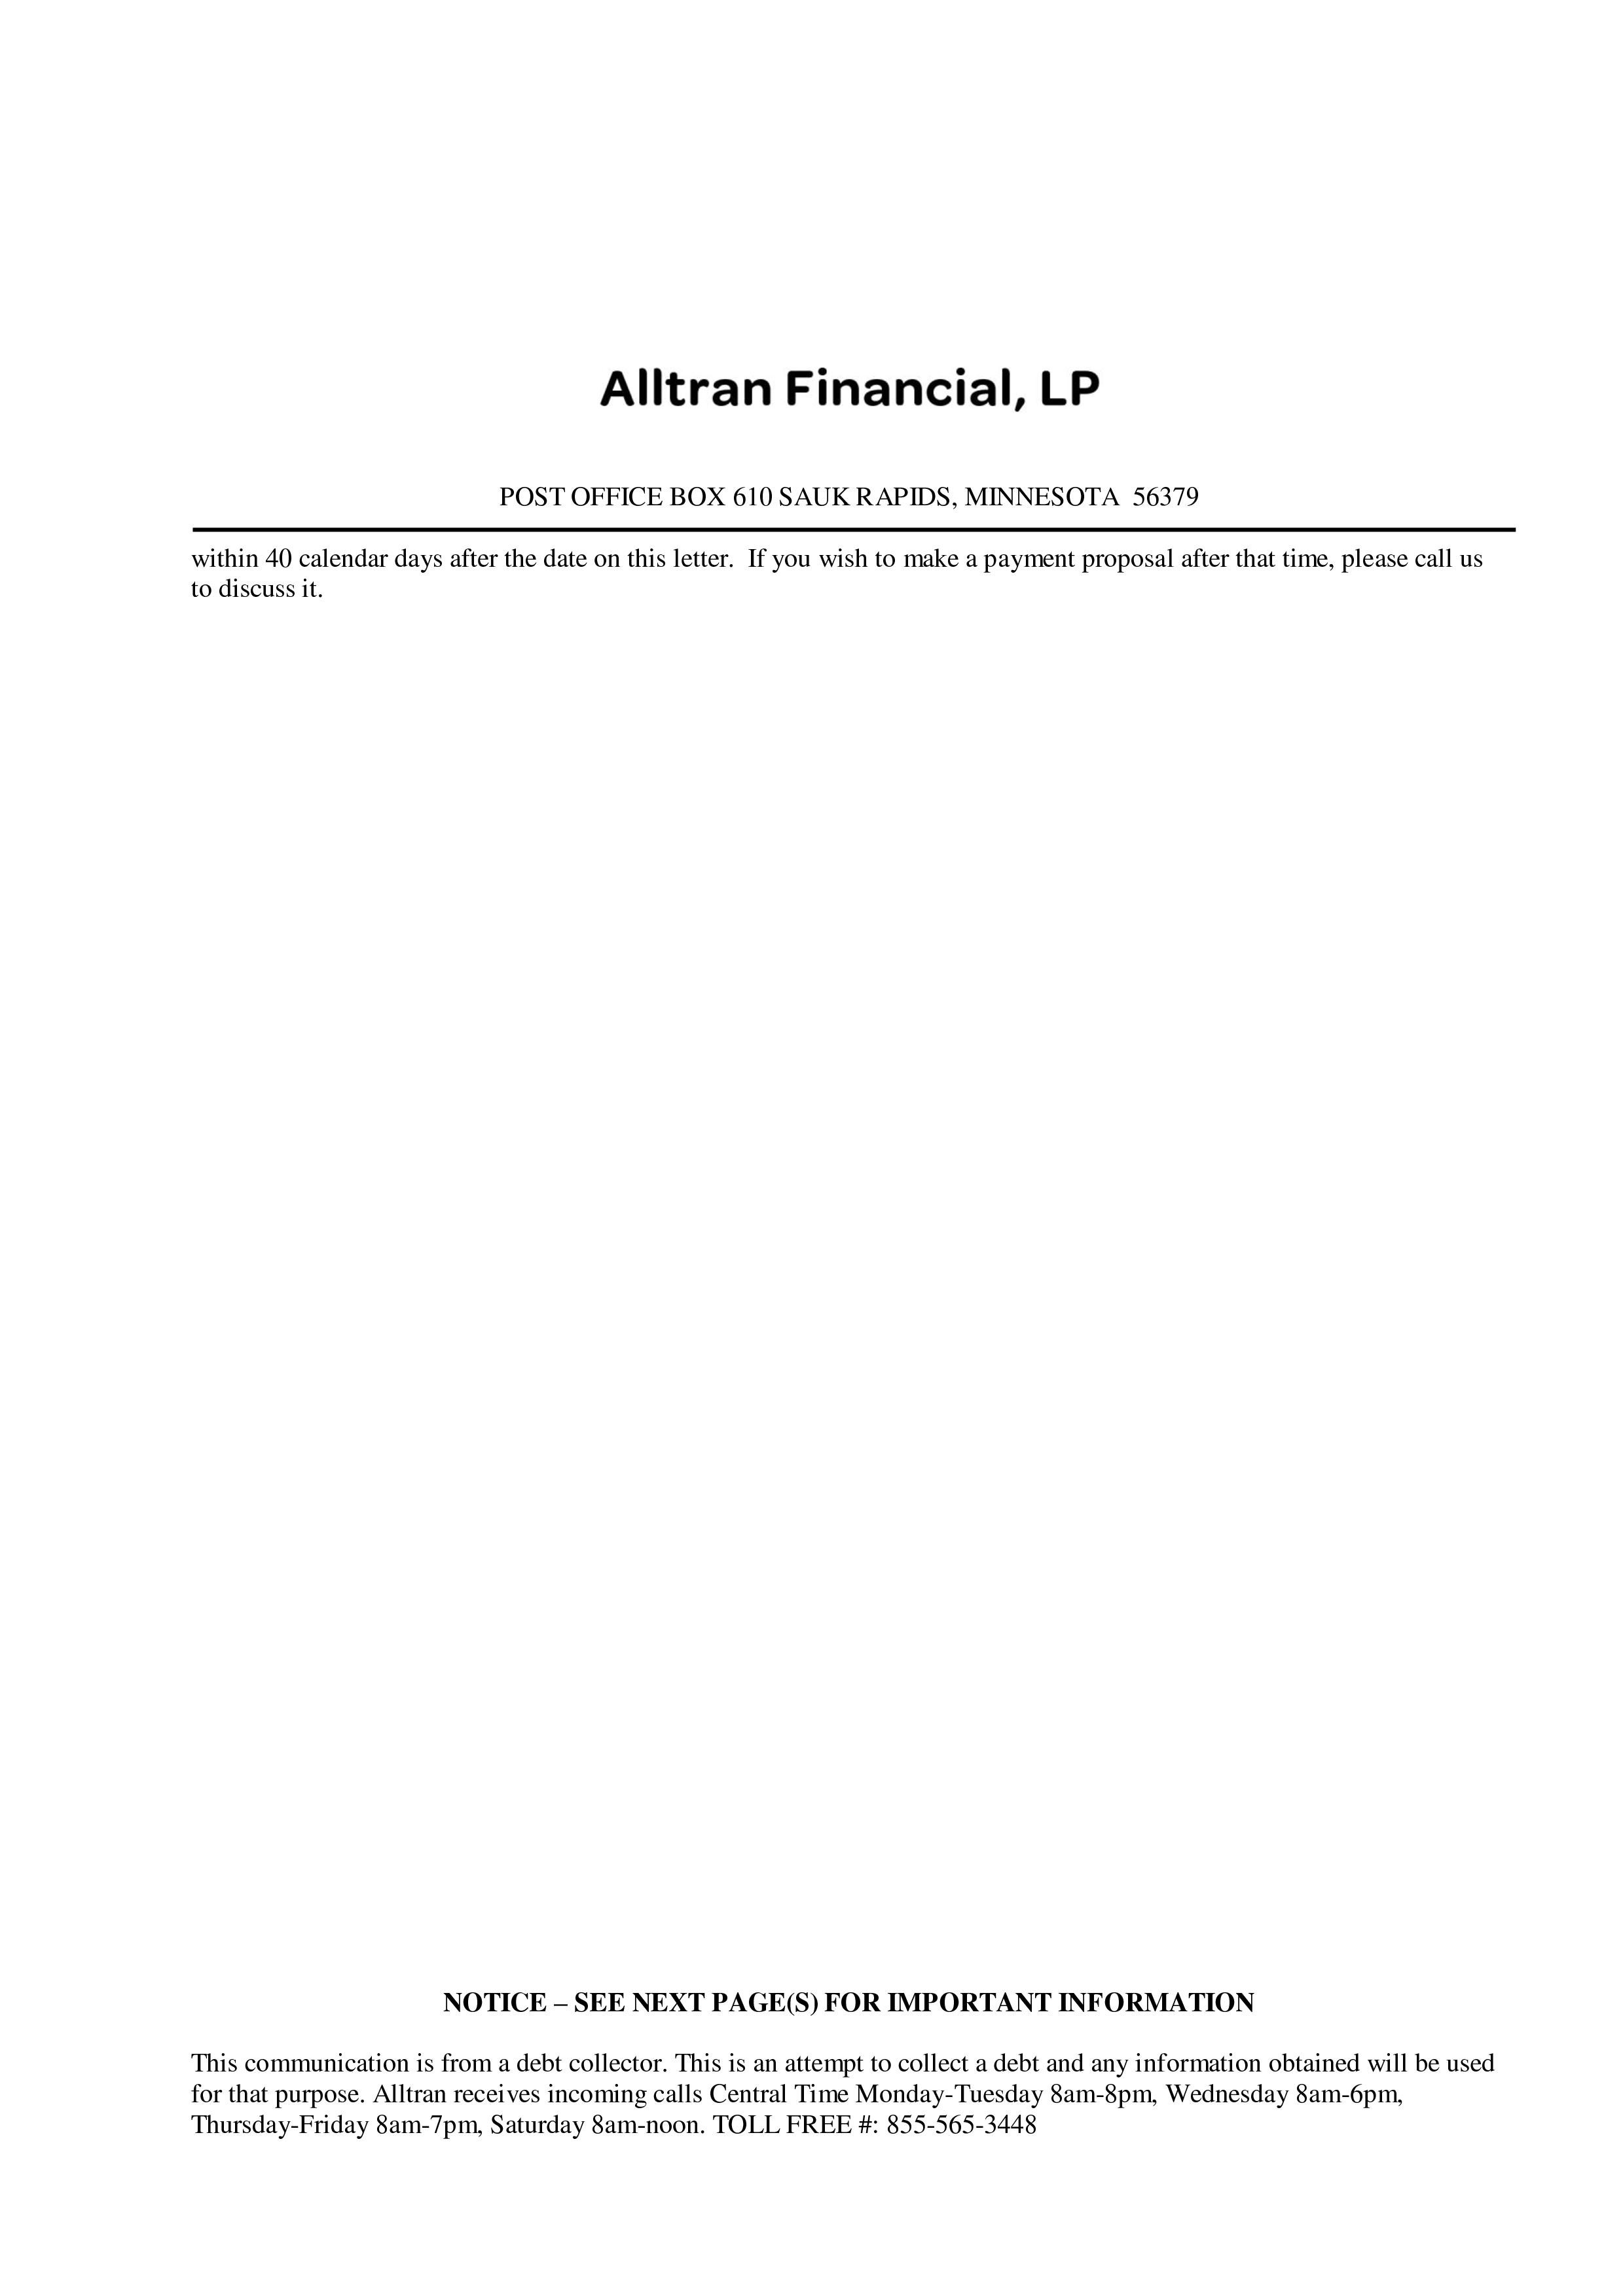 Alltran Financial, LP
POST OFFICE BOX 610 SAUK RAPIDS, MINNESOTA  56379
within 40 calendar days after the date on this letter.  If you wish to make a payment proposal after that time, please call us
to discuss it.
NOTICE – SEE NEXT PAGE(S) FOR IMPORTANT INFORMATION
This communication is from a debt collector. This is an attempt to collect a debt and any information obtained will be used
for that purpose. Alltran receives incoming calls Central Time Monday-Tuesday 8am-8pm, Wednesday 8am-6pm,
Thursday-Friday 8am-7pm, Saturday 8am-noon. TOLL FREE #: 855-565-3448